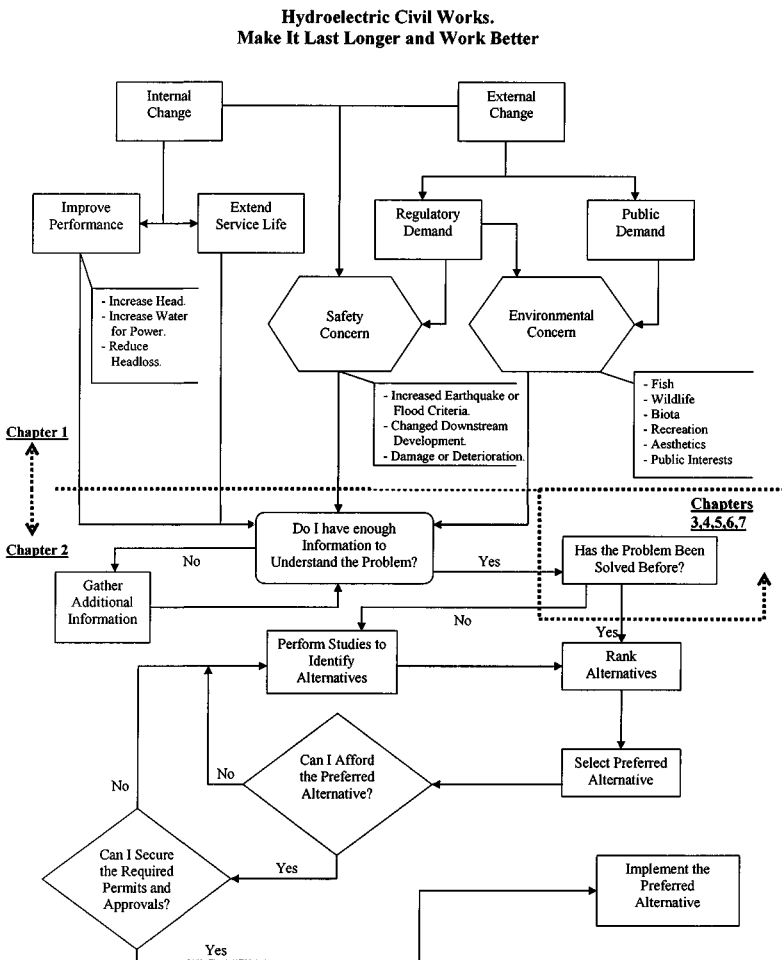 Hydroelectric Civil Works.
Make It Last Longer and Work Better
Internal
Change
External
Change
Improve
Performance
Extend
Service Life
Regulatory
Demand
Public
Demand
- Increase Head.
- Increase Water
for Power.
- Reduce
Headloss.
Safety
Concern
Environmental
Concern
- Increased Earthquake or
Flood Criteria.
- Changed Downstream
Development.
- Damage or Deterioration.
- Fish
- Wildlife
- Biota
- Recreation
- Aesthetics
- Public Interests
Chapter 1
Chapter 2
Chapters
3,4,5,6,7
Do I have enough
Information to
Understand the Problem?
No
Yes
Has the Problem Been
Solved Before?
Gather
Additional
Information
No
Yes
Perform Studies to
Identify
Alternatives
Rank
Alternatives
Can I Afford
the Preferred
Alternative?
No
Select Preferred
Alternative
No
Yes
Can I Secure
the Required
Permits and
Approvals?
Implement the
Preferred
Alternative
Yes